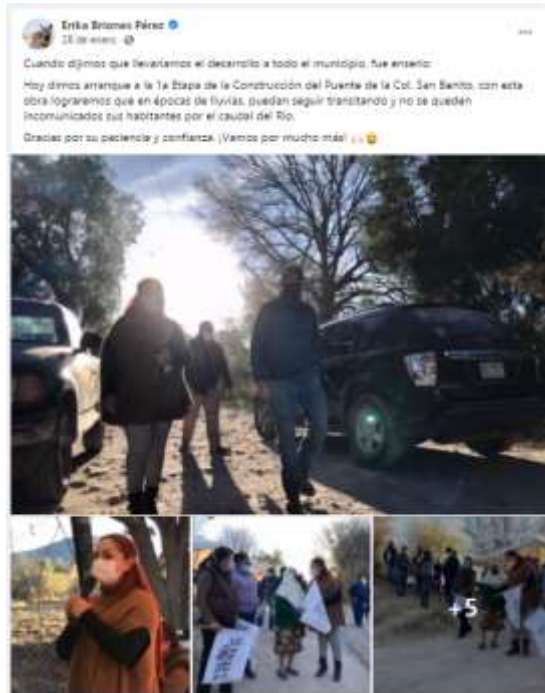 Erika Briones Pérez
28 de enero
Cuando dijimos que llevaríamos el desarrollo a todo el municipio, fue enserio:
Hoy dimos arranque a la 1a Etapa de la Construcción del Puente de la Col. San Benito, con esta
obra lograremos que en épocas de lluvias, puedan seguir transitando y no se queden
incomunicados sus habitantes por el caudal del Río.
Gracias por su paciencia y confianza. ¡Vamos por mucho más!
+5